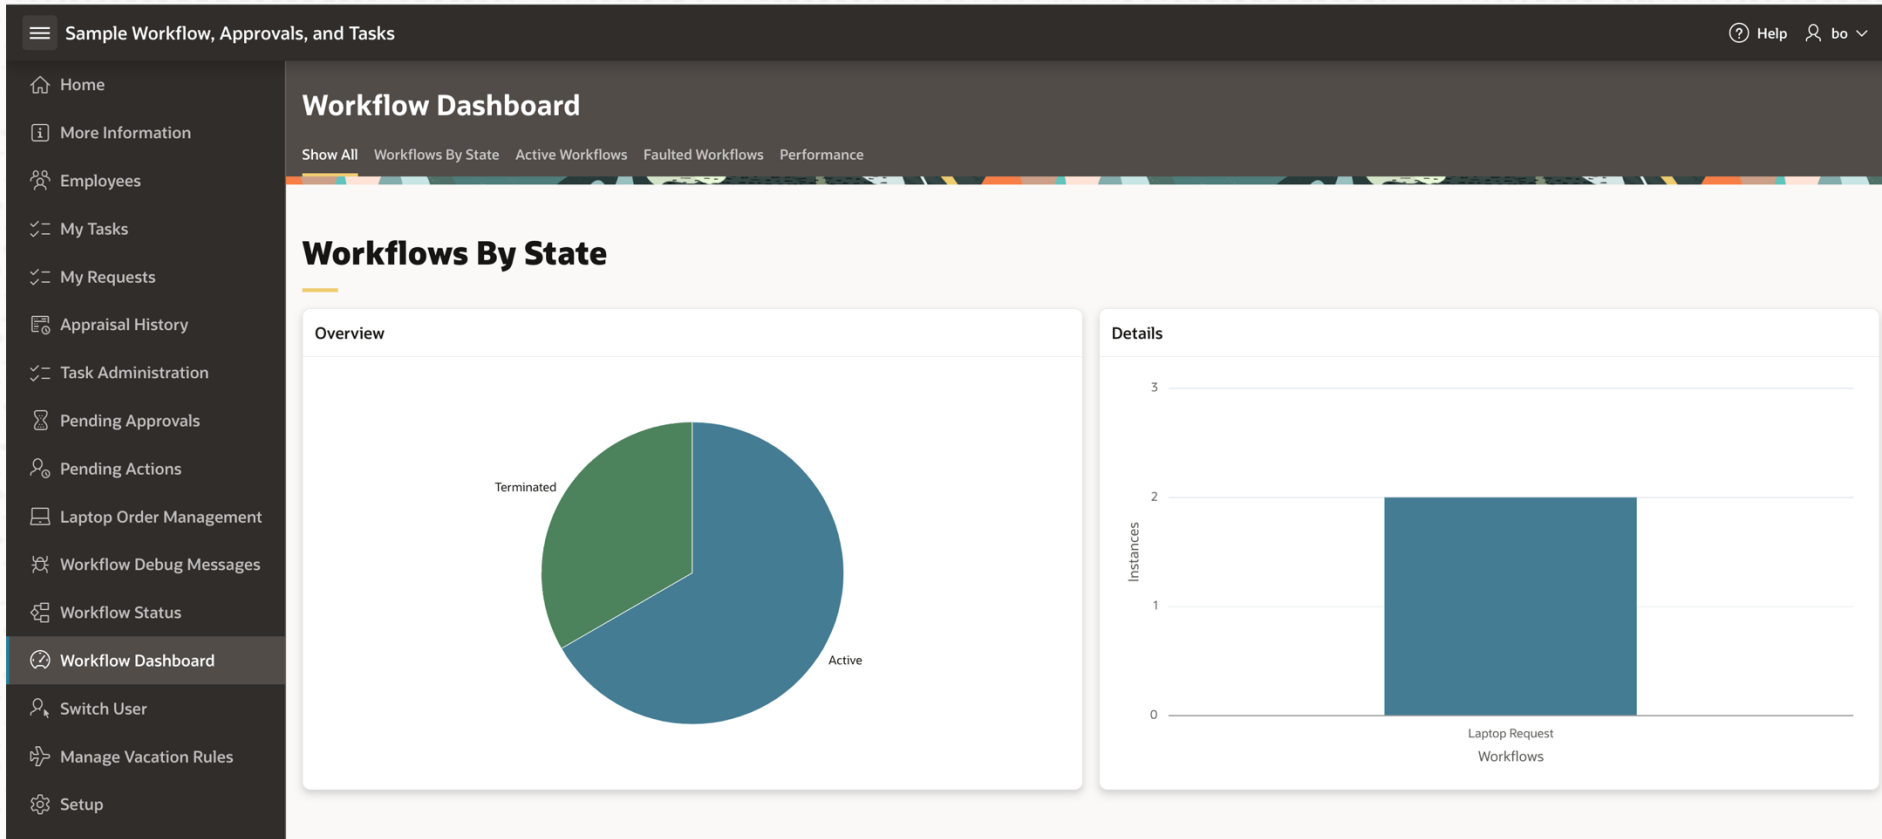 Sample Workflow, Approvals, and Tasks
Help
bo
Home
More Information
Employees
My Tasks
My Requests
Appraisal History
Task Administration
Pending Approvals
Pending Actions
Laptop Order Management
Workflow Debug Messages
Workflow Status
Workflow Dashboard
Switch User
Manage Vacation Rules
Setup
Workflow Dashboard
Show All Workflows By State Active Workflows Faulted Workflows Performance
Workflows By State
Overview
Terminated
Active
Details
3
2
1
0
Instances
Laptop Request
Workflows